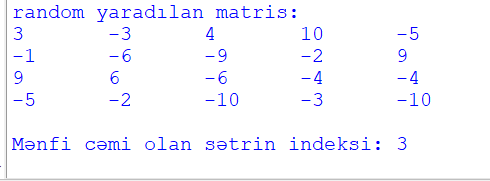 random yaradılan matris:
3 -3 4 10 -5
-1 -6 -9 -2 9
9 6 -6 -4 -4
-5 -2 -10 -3 -10
Mənfi cəmi olan sətrin indeksi: 3